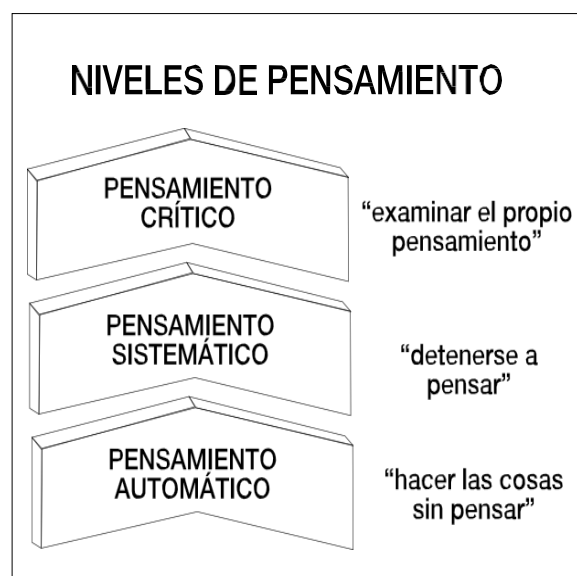 NIVELES DE PENSAMIENTO
PENSAMIENTO
CRÍTICO
“examinar el propio
pensamiento”
PENSAMIENTO
SISTEMÁTICO
“detenerse a
pensar”
PENSAMIENTO
AUTOMÁTICO
“hacer las cosas
sin pensar”